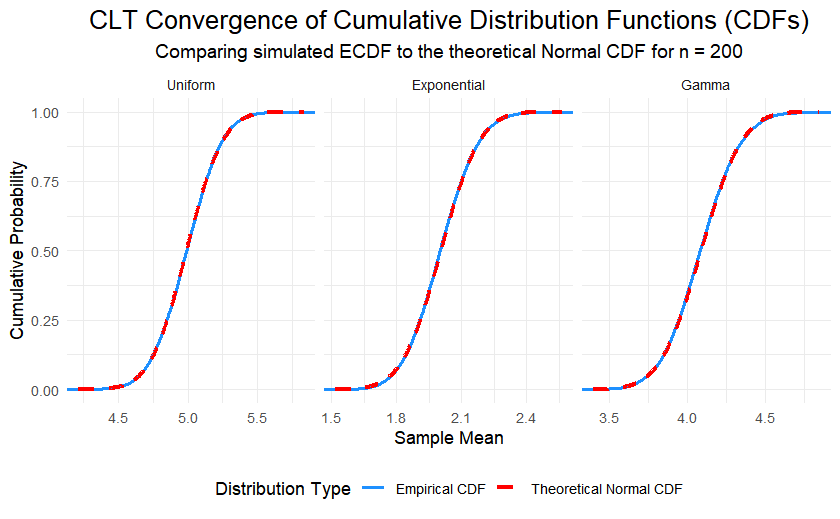 CLT Convergence of Cumulative Distribution Functions (CDFs)
Comparing simulated ECDF to the theoretical Normal CDF for n = 200
Uniform Exponential Gamma
Cumulative Probability
1.00
0.75
0.50
0.25
0.00
4.5 5.0 5.5 1.5 1.8 2.1 2.4 3.5 4.0 4.5
Sample Mean
Distribution Type Empirical CDF Theoretical Normal CDF